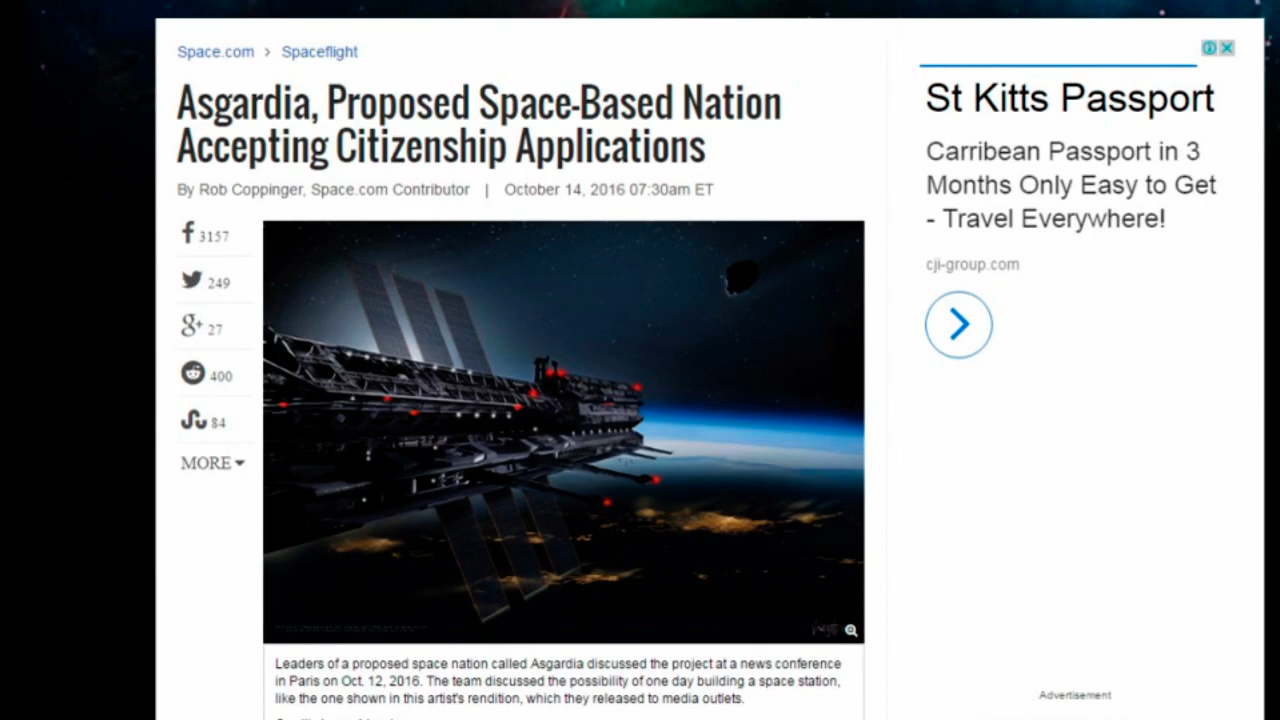 Space.com > Spaceflight
Asgardia, Proposed Space-Based Nation
Accepting Citizenship Applications
By Rob Coppinger, Space.com Contributor | October 14, 2016 07:30am ET
3157
249
27
400
84
MORE
Leaders of a proposed space nation called Asgardia discussed the project at a news conference
in Paris on Oct. 12, 2016. The team discussed the possibility of one day building a space station,
like the one shown in this artist's rendition, which they released to media outlets.
St Kitts Passport
Carribean Passport in 3
Months Only Easy to Get
- Travel Everywhere!
cji-group.com
Advertisement